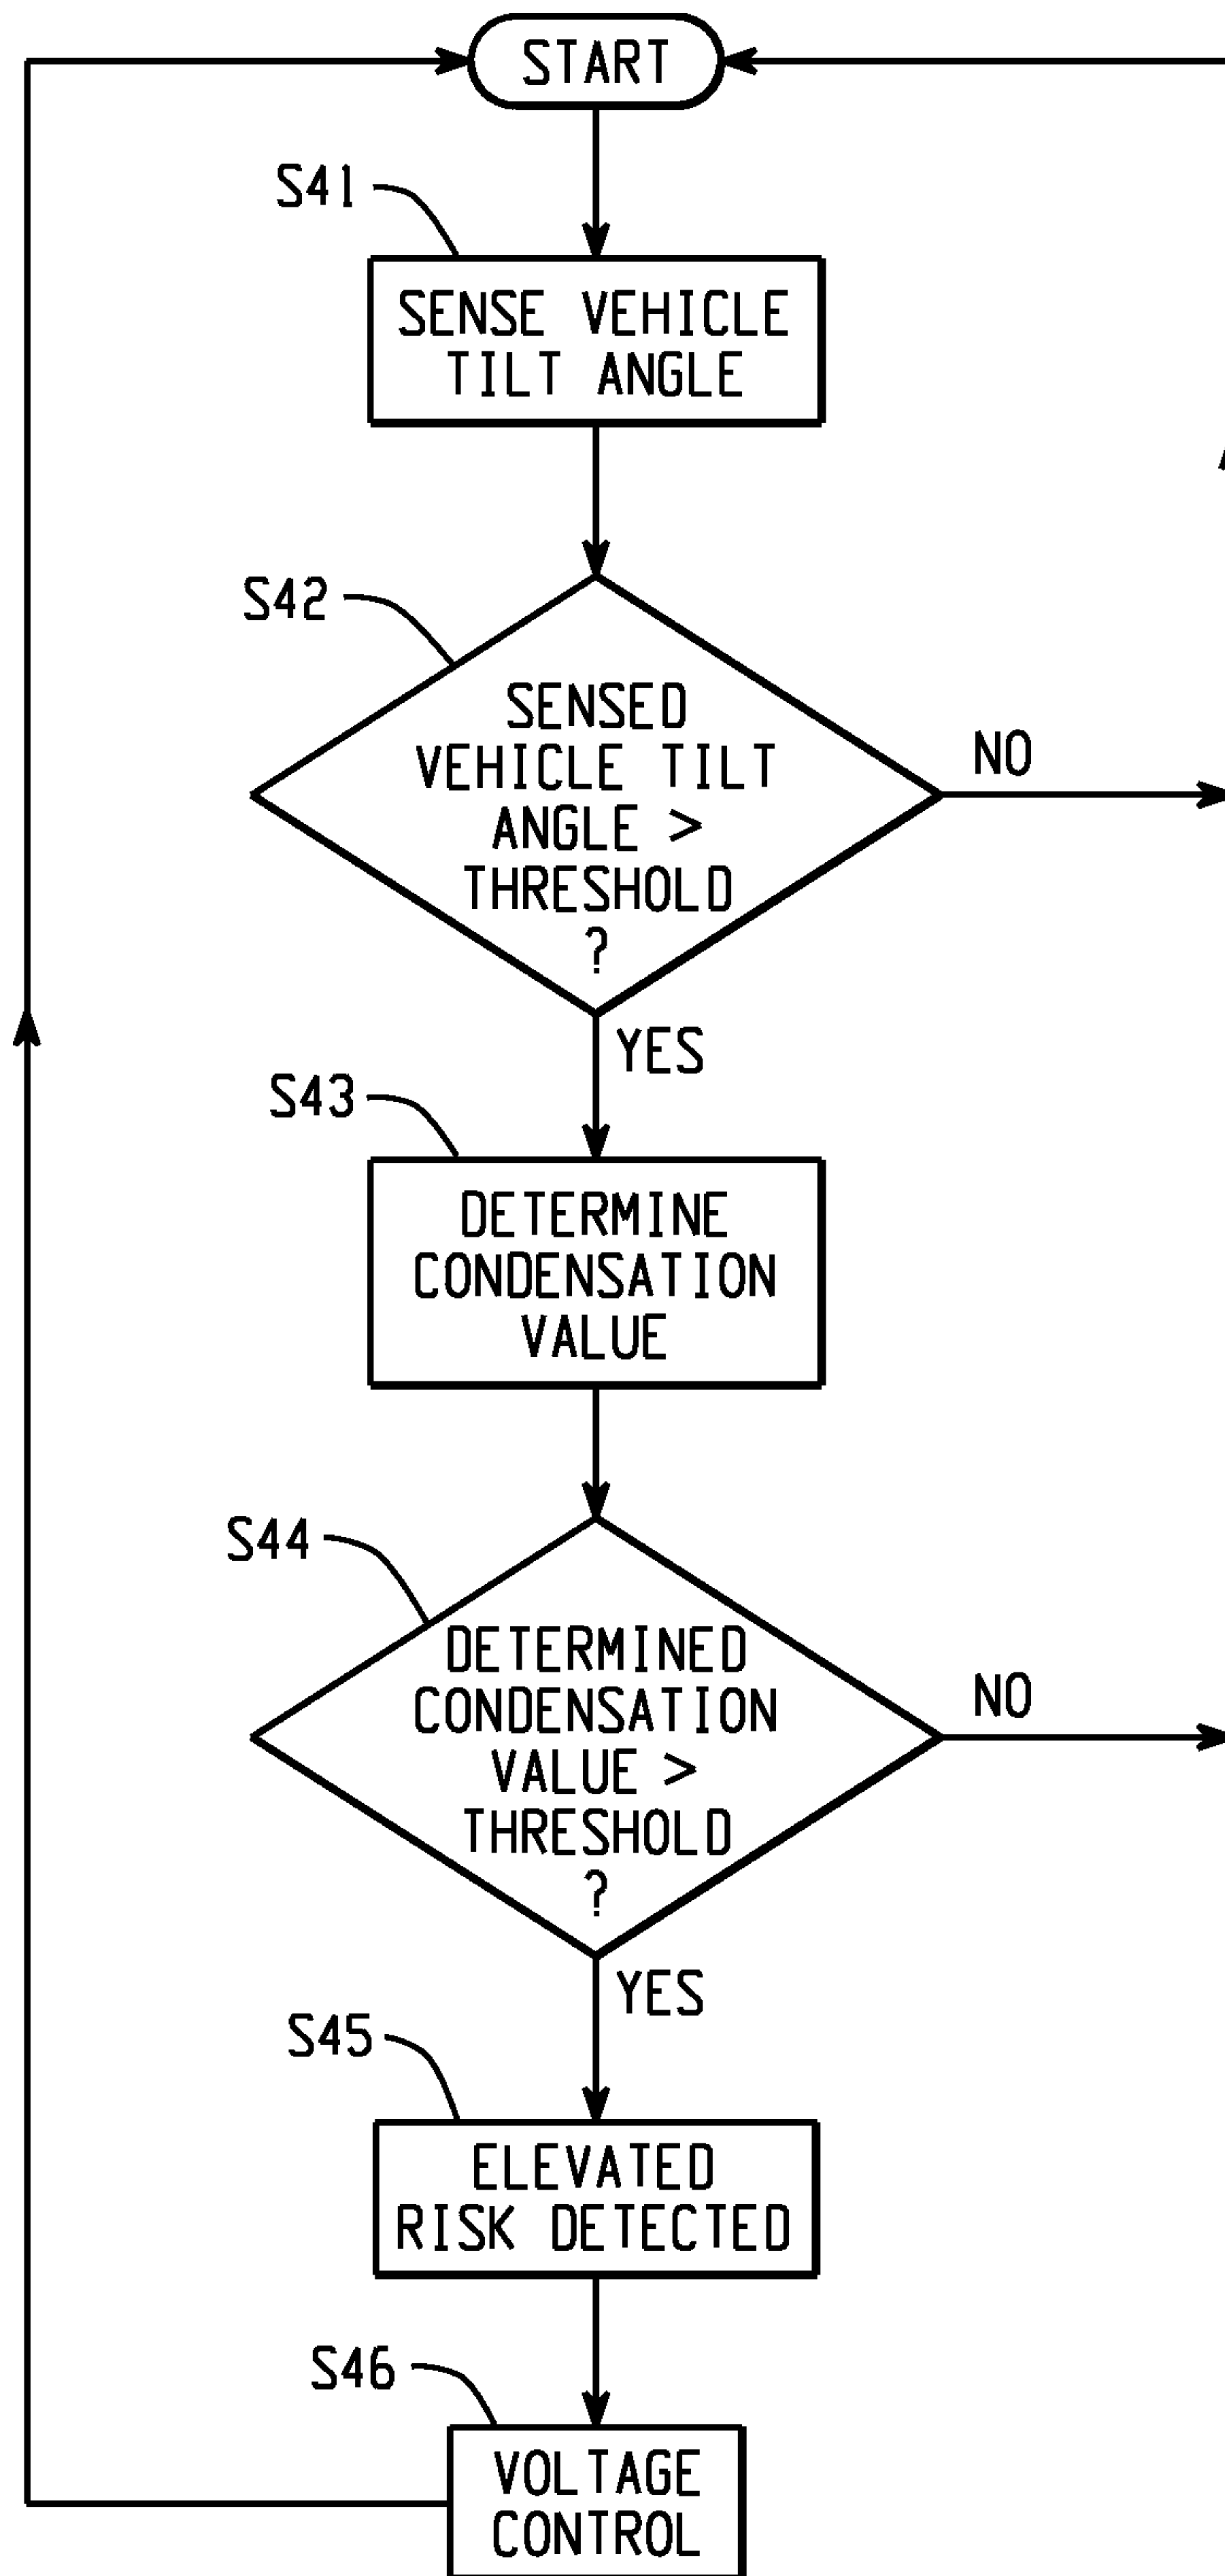 START
S41
SENSE VEHICLE
TILT ANGLE
S42
SENSED
VEHICLE TILT
ANGLE >
THRESHOLD
?
NO
YES
S43
DETERMINE
CONDENSATION
VALUE
S44
DETERMINED
CONDENSATION
VALUE >
THRESHOLD
?
NO
YES
S45
ELEVATED
RISK DETECTED
S46
VOLTAGE
CONTROL